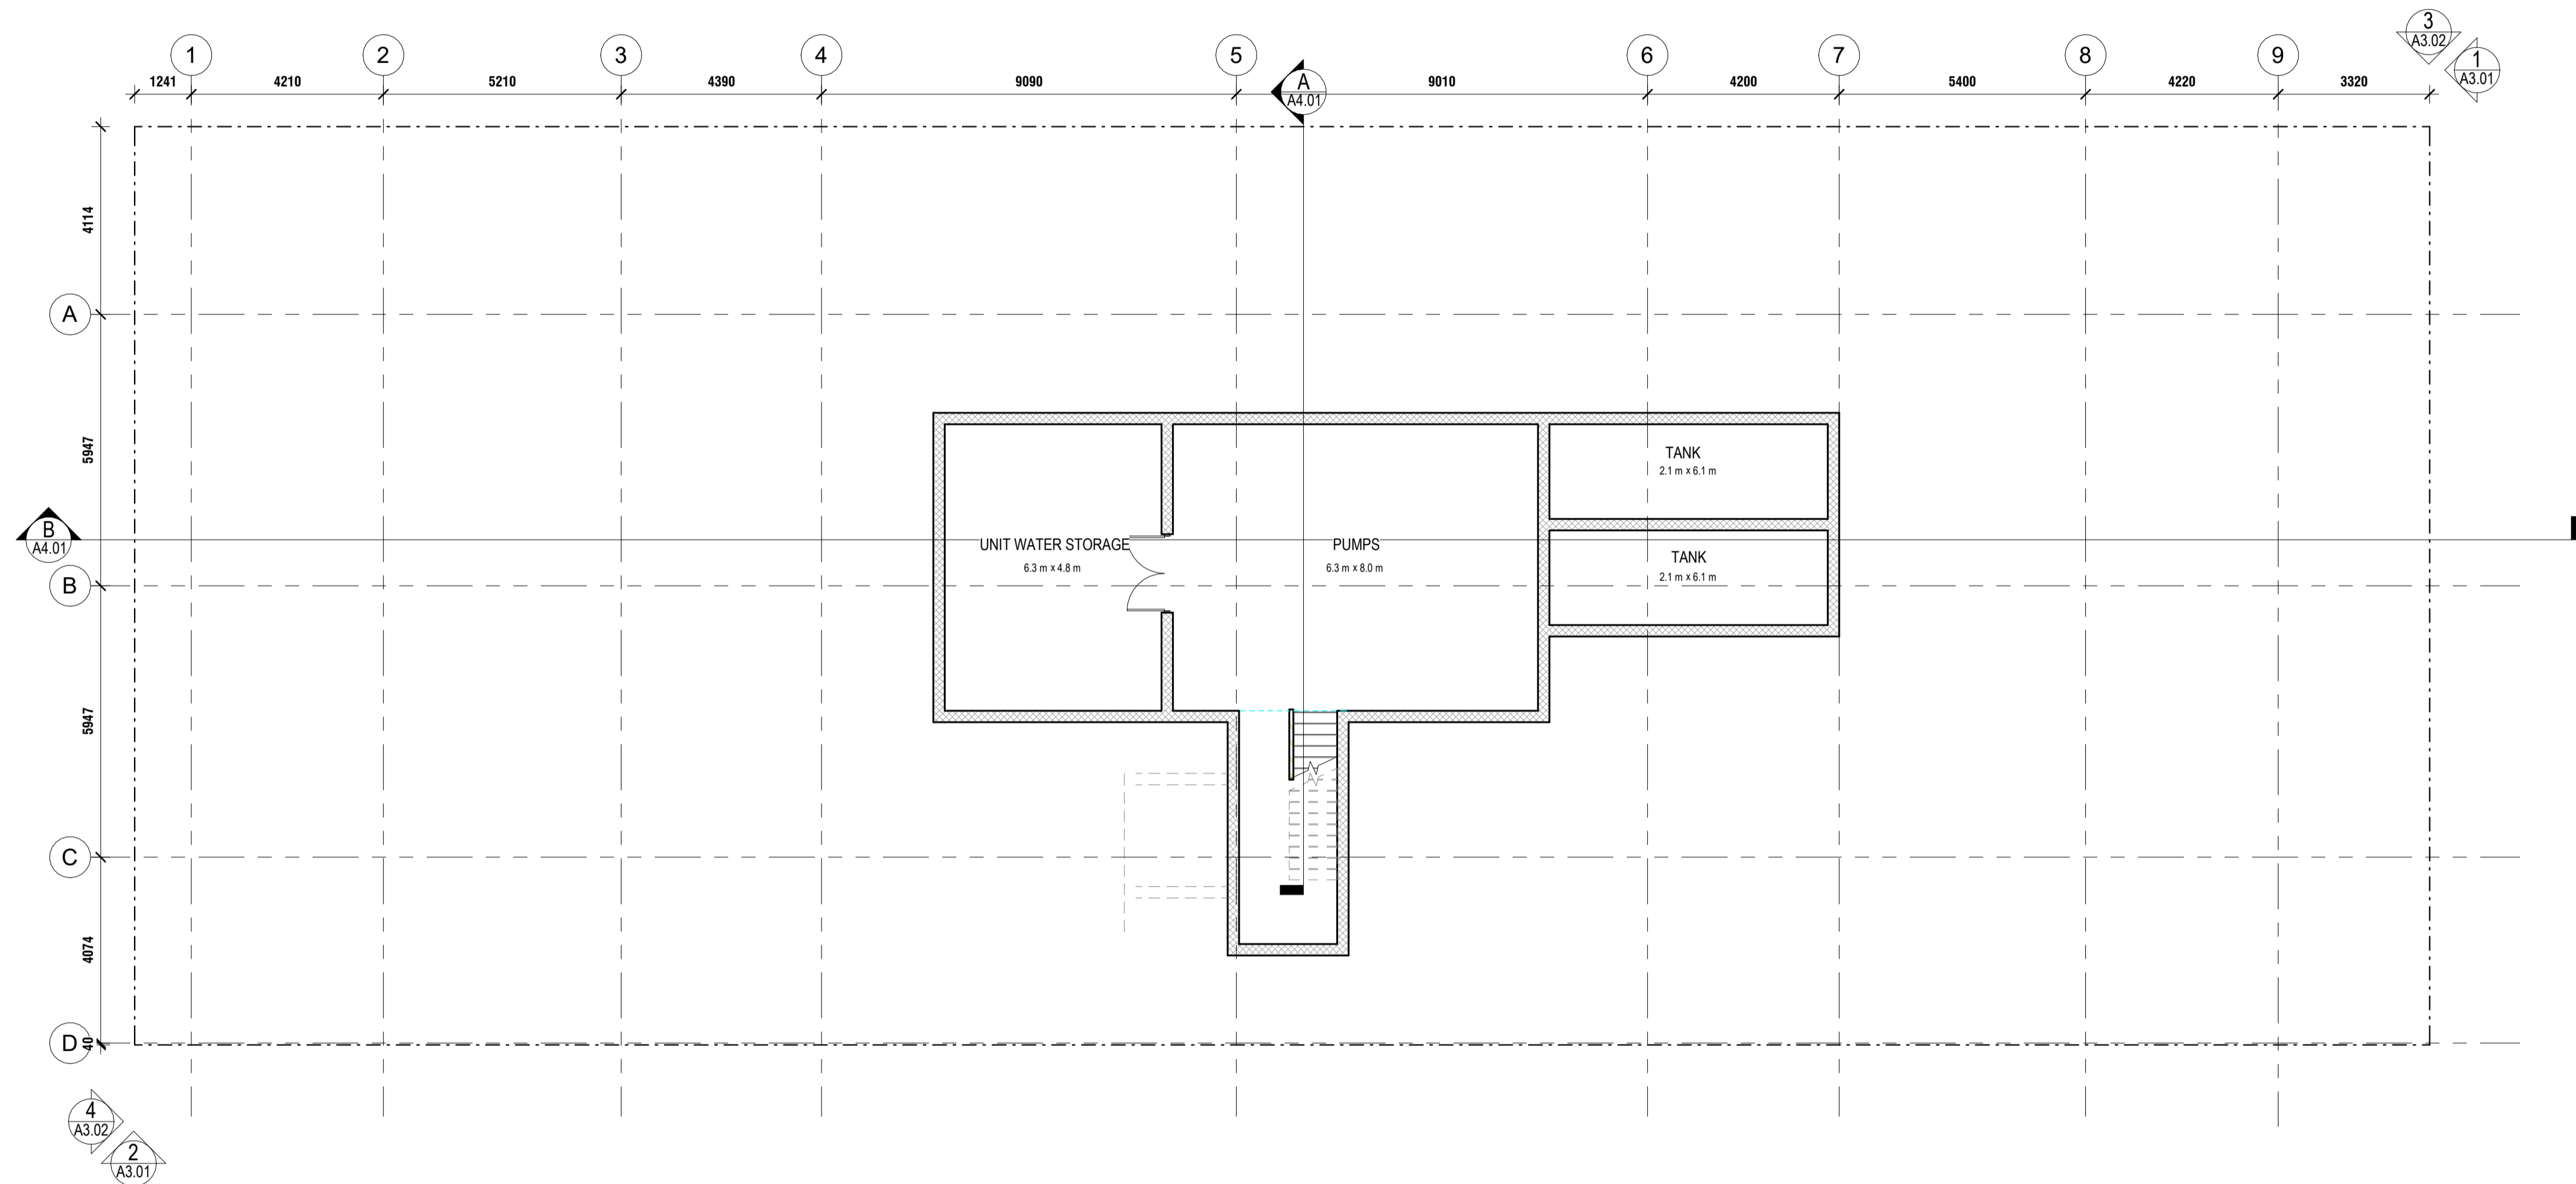 3
A3.02
1
A3.01
1
2
3
4
5
6
7
8
9
1241
4210
5210
4390
9090
A
A4.01
9010
4200
5400
4220
3320
4114
A
5947
B
A4.01
B
5947
C
4074
D
40
TANK
2.1 m x 6.1 m
UNIT WATER STORAGE
6.3 m x 4.8 m
PUMPS
6.3 m x 8.0 m
TANK
2.1 m x 6.1 m
4
A3.02
2
A3.01